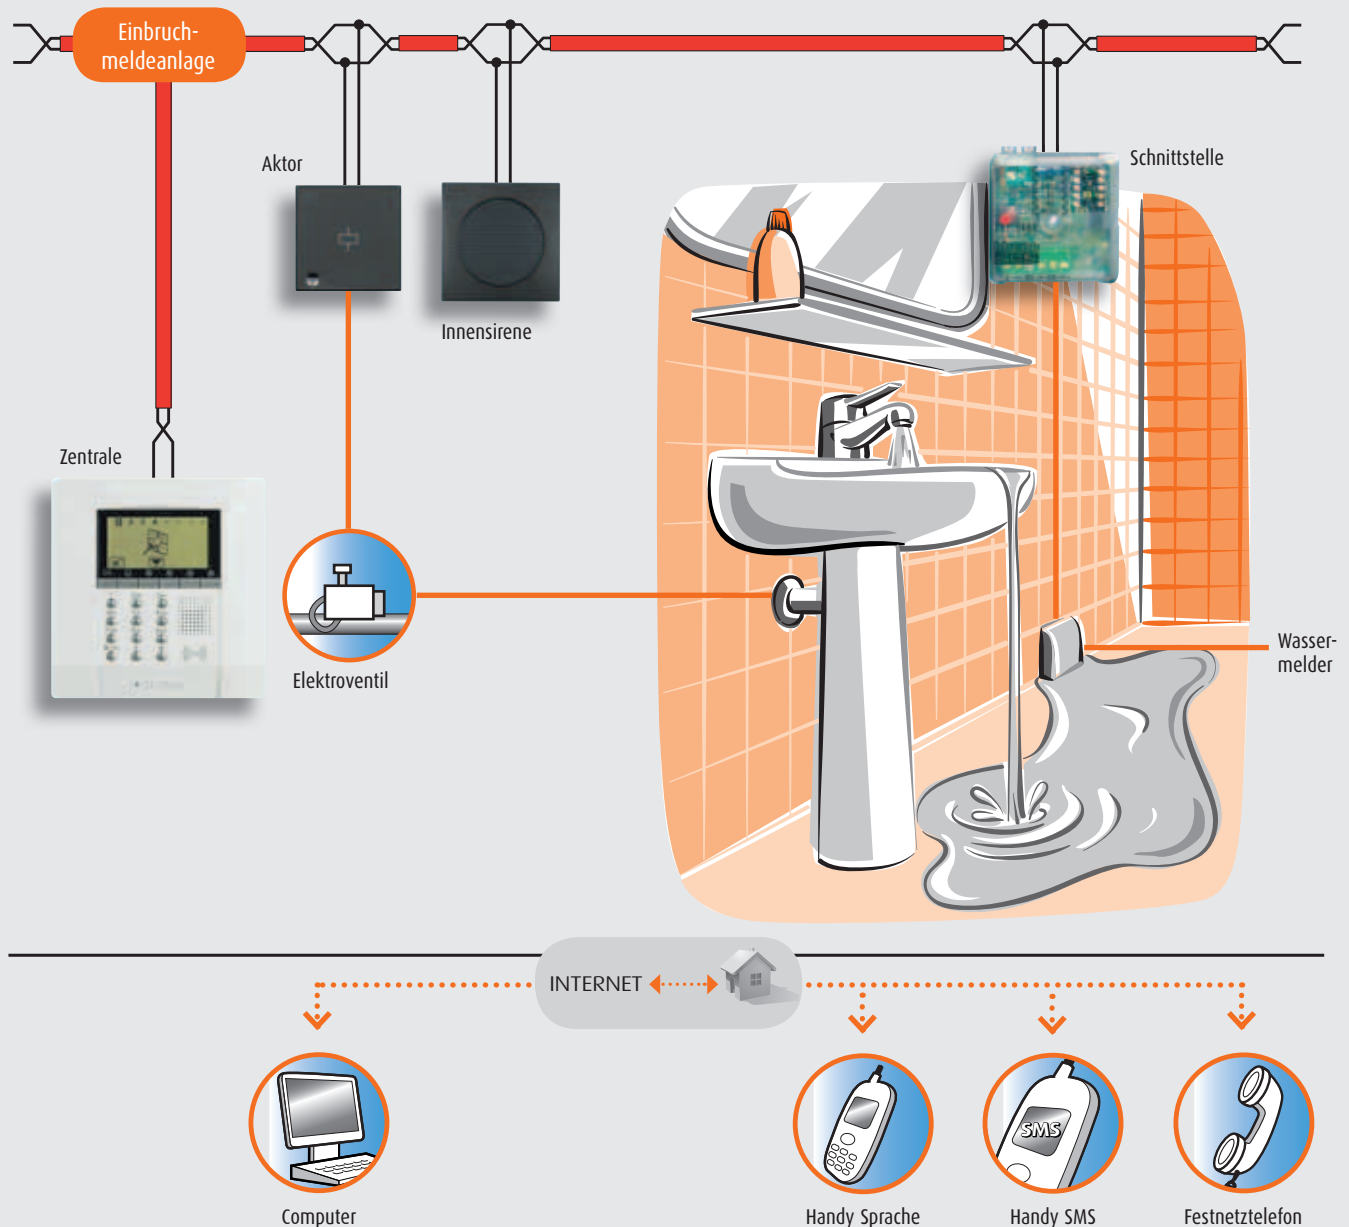 Einbruch-
meldeanlage
Aktor
Schnittstelle
Innensirene
Zentrale
Elektroventil
Wasser-
melder
INTERNET
SMS
Computer
Handy Sprache
Handy SMS
Festnetztelefon